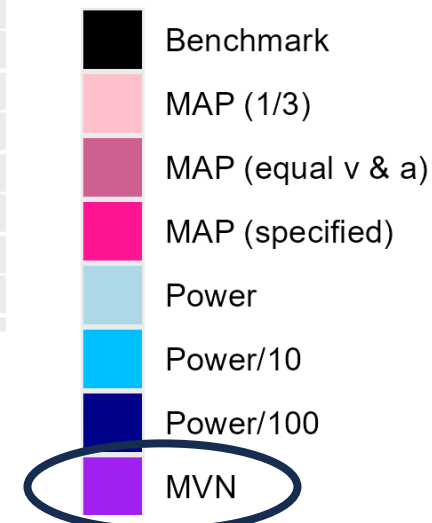 Benchmark
MAP (1/3)
MAP (equal v & a)
MAP (specified)
Power
Power/10
Power/100
MVN